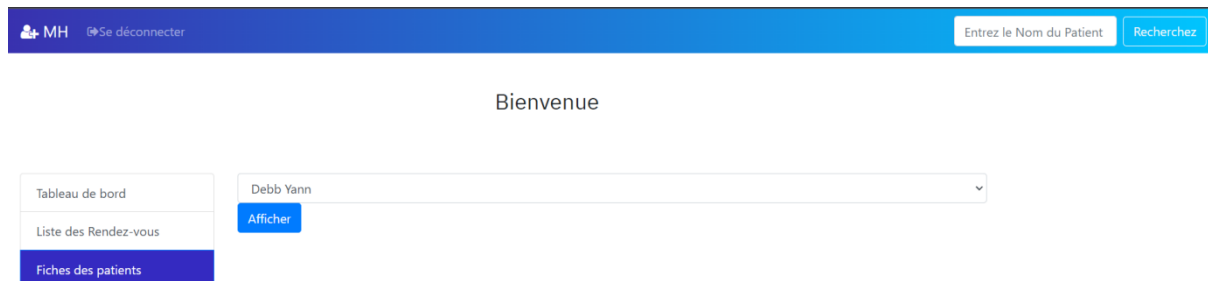 MH Se déconnecter Entrez le Nom du Patient Recherchez
Bienvenue
Tableau de bord
Liste des Rendez-vous
Fiches des patients
Debb Yann
Afficher